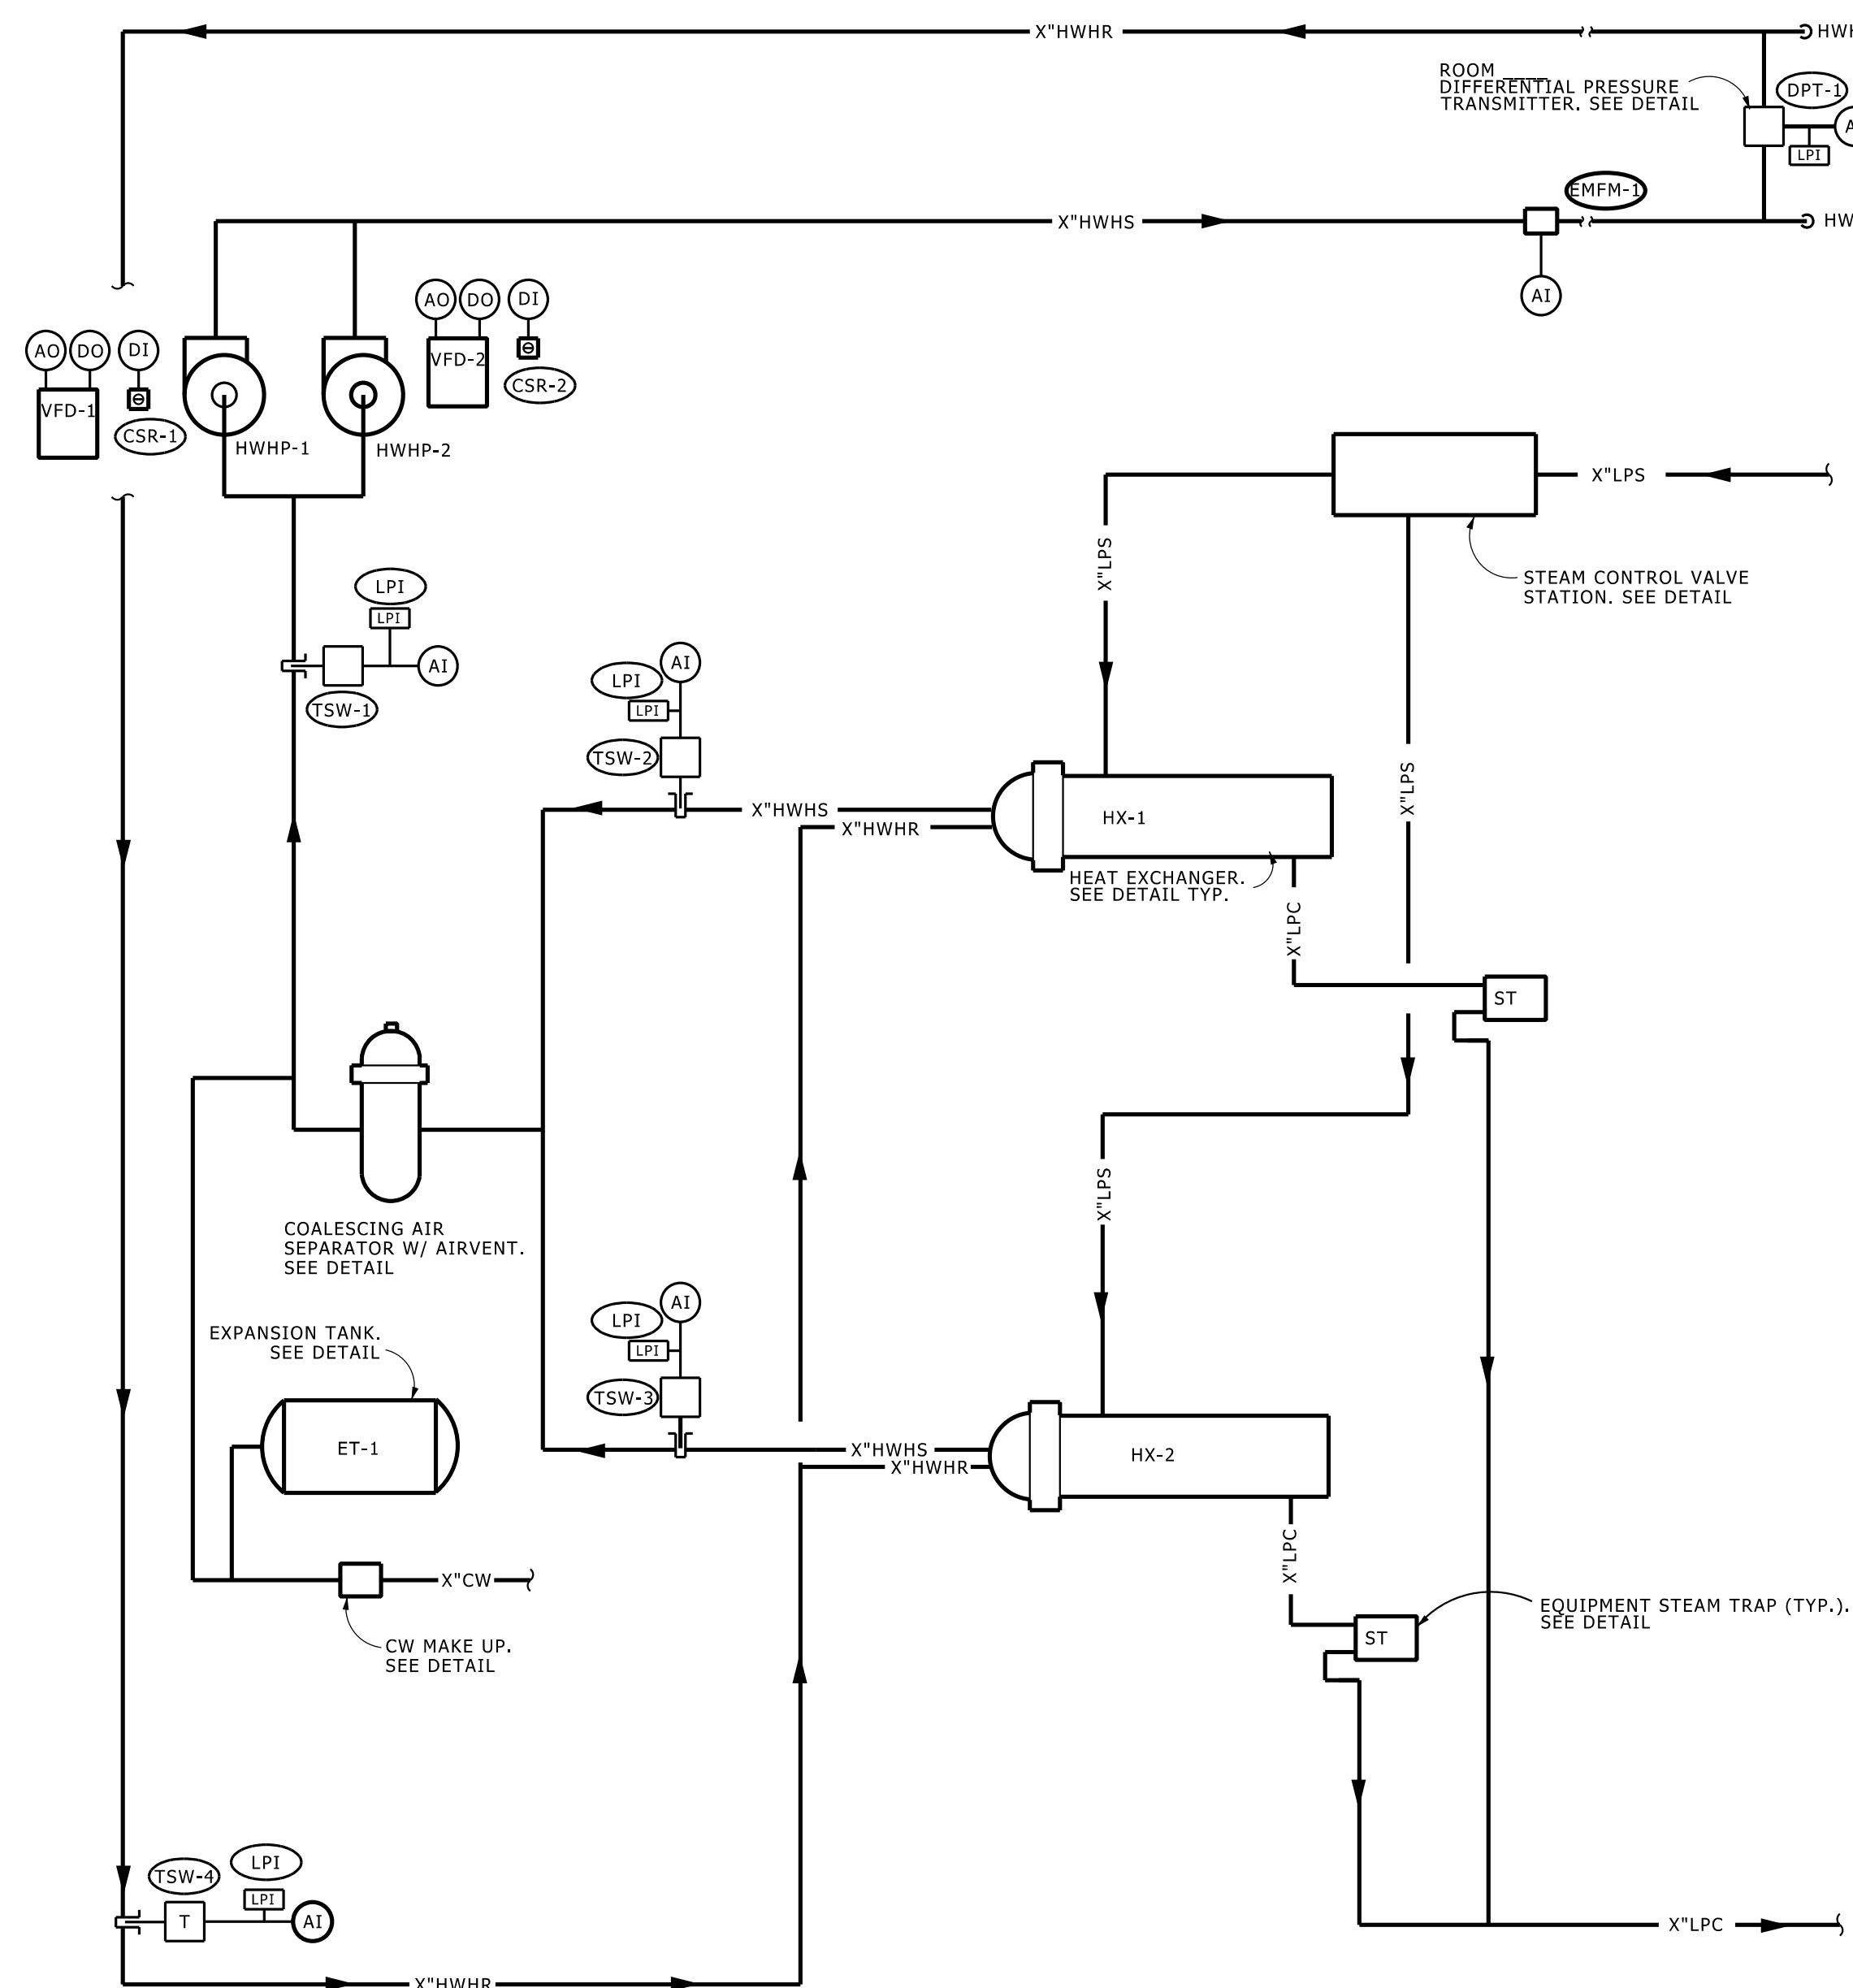 X"HWHR
HWH
ROOM ____
DIFFERENTIAL PRESSURE
TRANSMITTER. SEE DETAIL
DPT-1
A
LPI
EMFM-1
X"HWHS
HW
AI
AO
DO
DI
VFD-2
CSR-2
AO
DO
DI
VFD-1
CSR-1
HWHP-1
HWHP-2
X"LPS
X"LPS
STEAM CONTROL VALVE
STATION. SEE DETAIL
LPI
LPI
AI
TSW-1
AI
LPI
LPI
TSW-2
X"HWHS
X"HWHR
HX-1
X"LPS
HEAT EXCHANGER.
SEE DETAIL TYP.
X"LPC
ST
COALESCING AIR
SEPARATOR W/ AIRVENT.
SEE DETAIL
X"LPS
EXPANSION TANK.
SEE DETAIL
ET-1
AI
LPI
LPI
TSW-3
X"HWHS
X"HWHR
HX-2
X"LPC
X"CW
CW MAKE UP.
SEE DETAIL
EQUIPMENT STEAM TRAP (TYP.).
SEE DETAIL
ST
TSW-4
LPI
LPI
T
AI
X"LPC
X"HWHR